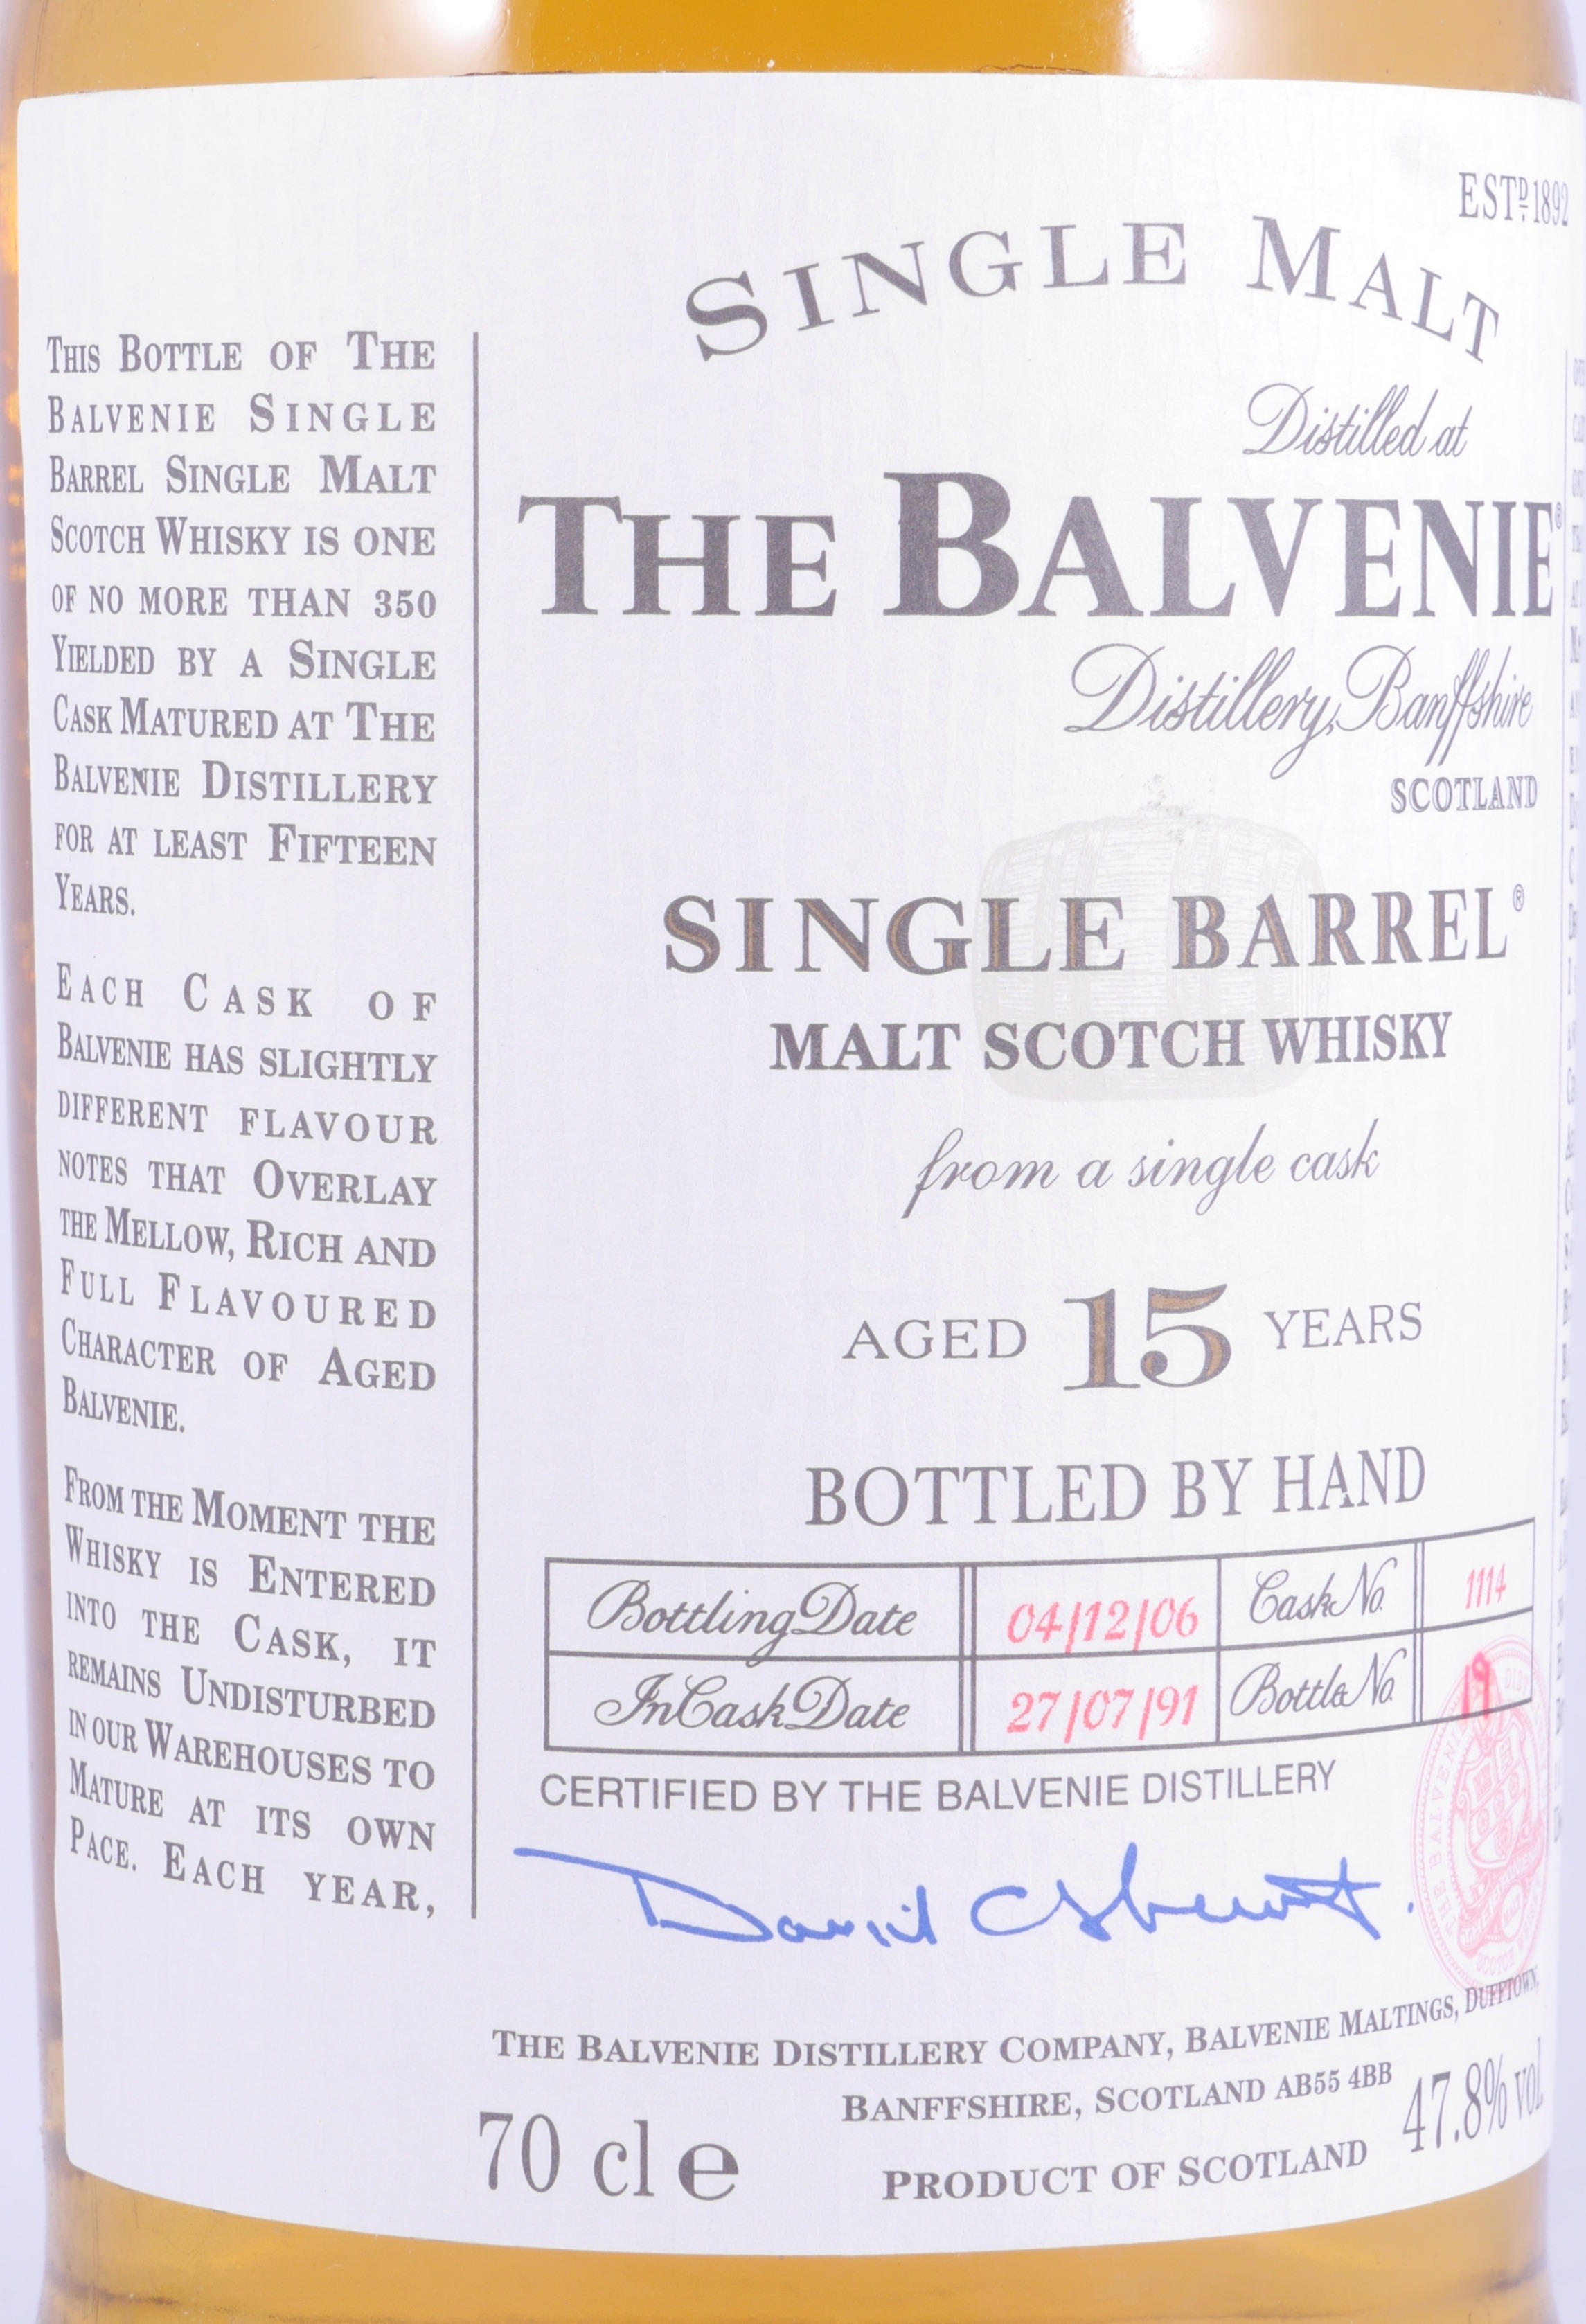 THIS BOTTLE OF THE
BALVENIE SINGLE
BARREL SINGLE MALT
SCOTCH WHISKY IS ONE
OF NO MORE THAN 350
YIELDED BY A SINGLE
CASK MATURED AT THE
BALVENIE DISTILLERY
FOR AT LEAST FIFTEEN
YEARS.
EACH CASK OF
BALVENIE HAS SLIGHTLY
DIFFERENT FLAVOUR
NOTES THAT OVERLAY
THE MELLOW, RICH AND
FULL FLAVOURED
CHARACTER OF AGED
BALVENIE.
FROM THE MOMENT THE
WHISKY IS ENTERED
INTO THE CASK, IT
REMAINS UNDISTURBED
IN OUR WAREHOUSES TO
MATURE AT ITS OWN
PACE. EACH YEAR,
ESTD 1892
SINGLE MALT
Distilled at
THE BALVENIE®
Distillery, Banffshire
SCOTLAND
SINGLE BARREL®
MALT SCOTCH WHISKY
from a single cask
AGED 15 YEARS
BOTTLED BY HAND
Bottling Date 04/12/06 Cask No. 1114
In Cask Date 27/07/91 Bottle No. 19
CERTIFIED BY THE BALVENIE DISTILLERY
David C Stewart.
THE BALVENIE DISTILLERY COMPANY, BALVENIE MALTINGS, DUFFTOWN,
BANFFSHIRE, SCOTLAND AB55 4BB
70 cl e
PRODUCT OF SCOTLAND
47.8% vol
THE BALVENIE DIST
SCOTCH